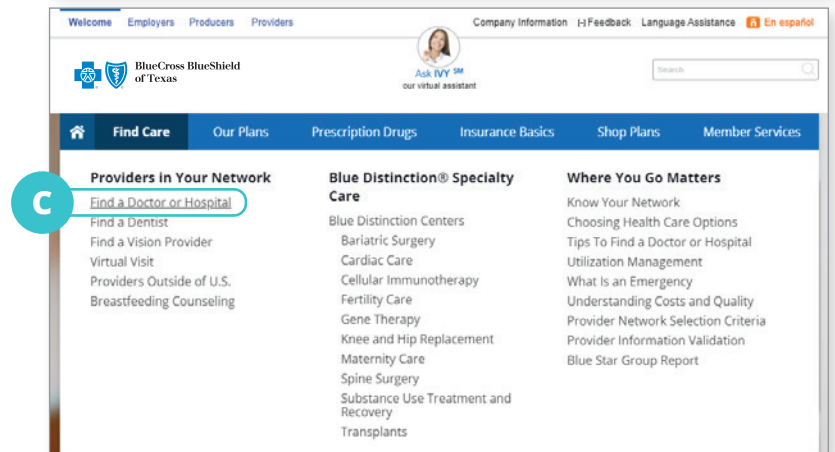 Welcome Employers Producers Providers
Company Information [-] Feedback Language Assistance En español
BlueCross BlueShield
of Texas
Ask IVY SM
our virtual assistant
Search
Find Care Our Plans Prescription Drugs Insurance Basics Shop Plans Member Services
C
Providers in Your Network
Find a Doctor or Hospital
Find a Dentist
Find a Vision Provider
Virtual Visit
Providers Outside of U.S.
Breastfeeding Counseling
Blue Distinction® Specialty
Care
Blue Distinction Centers
Bariatric Surgery
Cardiac Care
Cellular Immunotherapy
Fertility Care
Gene Therapy
Knee and Hip Replacement
Maternity Care
Spine Surgery
Substance Use Treatment and
Recovery
Transplants
Where You Go Matters
Know Your Network
Choosing Health Care Options
Tips To Find a Doctor or Hospital
Utilization Management
What Is an Emergency
Understanding Costs and Quality
Provider Network Selection Criteria
Provider Information Validation
Blue Star Group Report